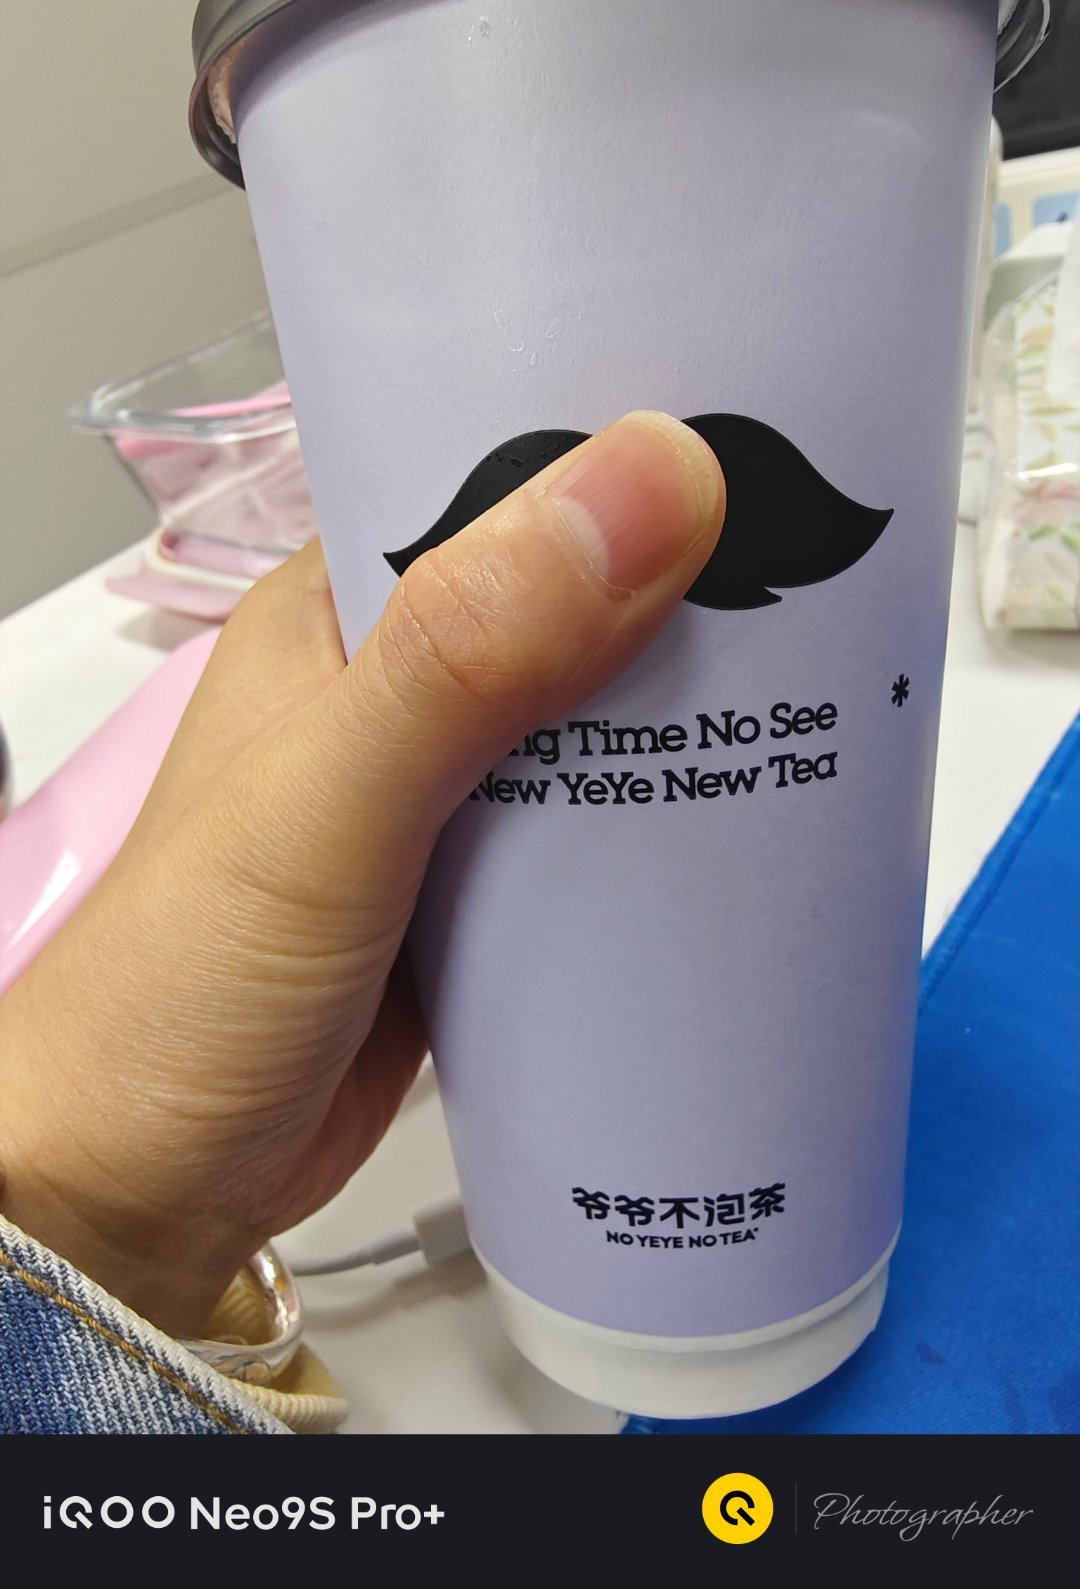 Time No See
New YeYe New Tea
*
爷爷不泡茶
NO YEYE NO TEA
iQOO Neo9S Pro+
Photographer